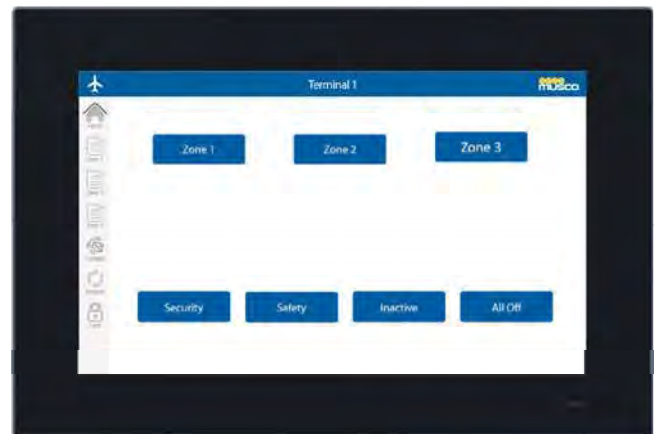 Terminal 1
musco
Zone 1 Zone 2 Zone 3
Security Safety Inactive All Off